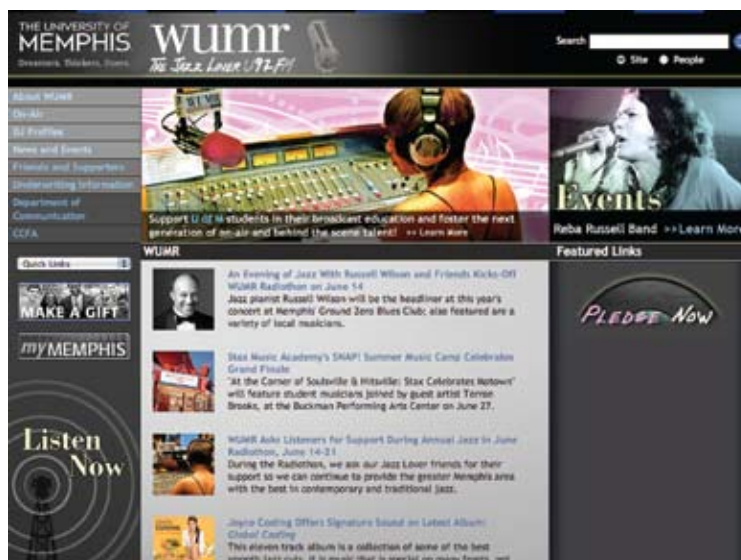 THE UNIVERSITY OF
MEMPHIS
Dreamers. Thinkers. Doers.
wumr
THE JAZZ LOVER U92 FM
Search
Site People
About WUMR
On-Air
DJ Profiles
News and Events
Friends and Supporters
Underwriting Information
Department of
Communication
CCFA
Quick Links
MAKE A GIFT
myMEMPHIS
Listen
Now
Support U of M students in their broadcast education and foster the next
generation of on-air and behind the scene talent! >> Learn More
Events
Reba Russell Band >>Learn More
WUMR
An Evening of Jazz With Russell Wilson and Friends Kicks-Off
WUMR Radiothon on June 14
Jazz pianist Russell Wilson will be the headliner at this year's
concert at Memphis' Ground Zero Blues Club; also featured are a
variety of local musicians.
Stax Music Academy's SNAP! Summer Music Camp Celebrates
Grand Finale
"At the Corner of Soulsville & Hitsville: Stax Celebrates Motown"
will feature student musicians joined by guest artist
Brooks, at the Buckman Performing Arts Center on June 27.
WUMR Asks Listeners for Support During Annual Jazz in June
Radiothon, June 14-21
During the Radiothon, we ask our Jazz Lover friends for their
support so we can continue to provide the greater Memphis area
with the best in contemporary and traditional jazz.
Joyce Cobb Offers Signature Sound on Latest Album:
Global
This eleven track album is a collection of some of the best
Featured Links
PLEDGE NOW